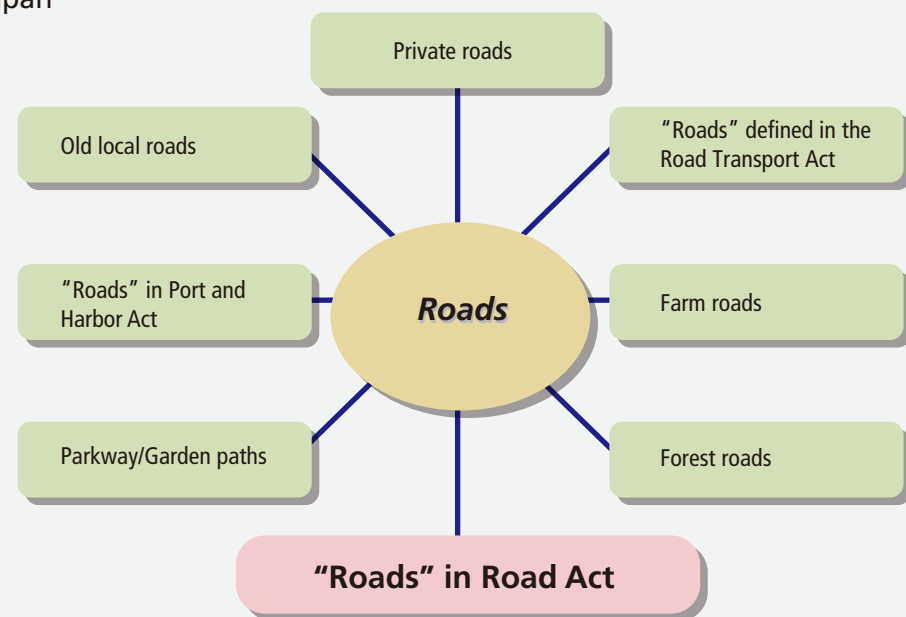 Private roads
Old local roads
“Roads” defined in the
Road Transport Act
“Roads” in Port and
Harbor Act
Roads
Farm roads
Parkway/Garden paths
Forest roads
“Roads” in Road Act